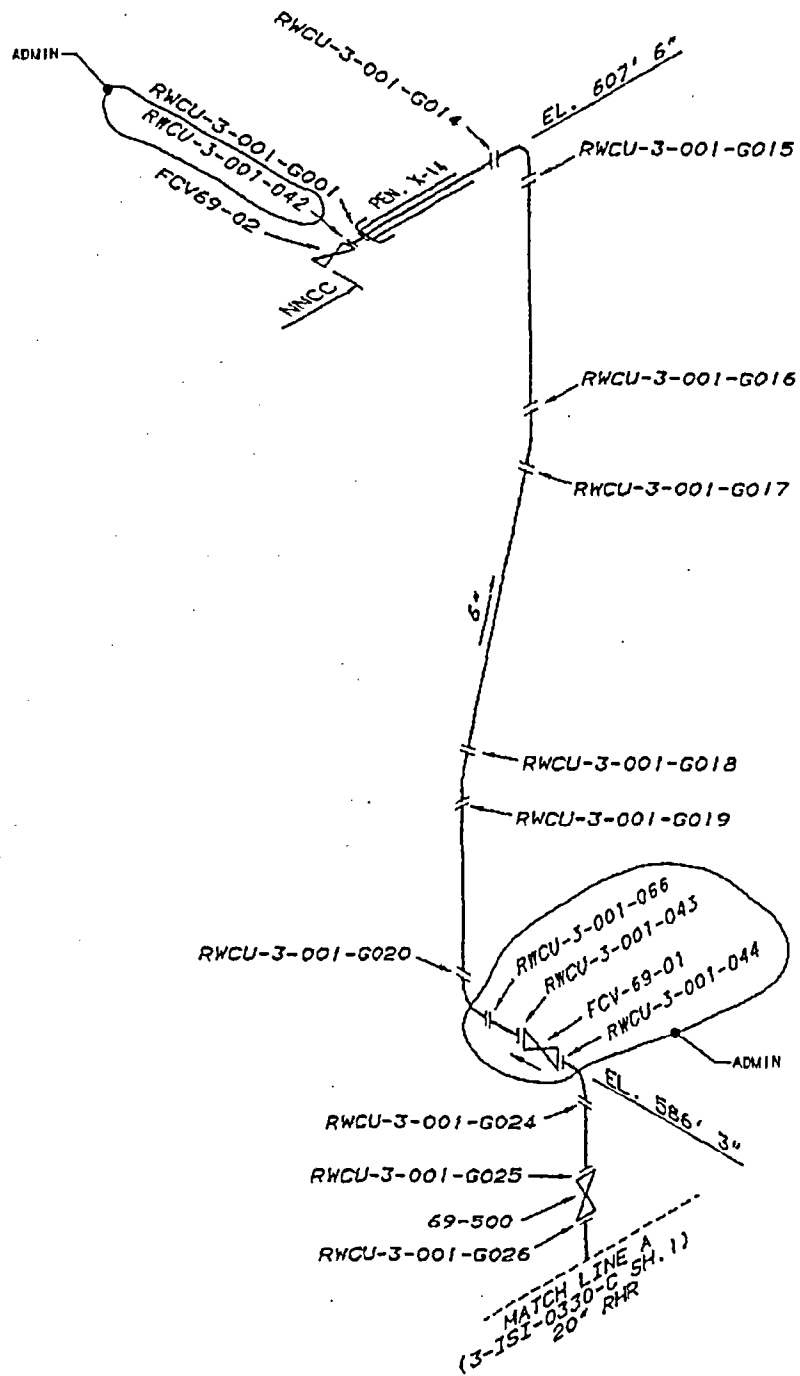 RWCU-3-001-G014
ADMIN
EL. 607' 6"
RWCU-3-001-G001
RWCU-3-001-042
FCV69-02
PEN. X-14
RWCU-3-001-G015
NNCC
RWCU-3-001-G016
RWCU-3-001-G017
6"
RWCU-3-001-G018
RWCU-3-001-G019
RWCU-3-001-G020
RWCU-3-001-066
RWCU-3-001-043
FCV-69-01
RWCU-3-001-044
ADMIN
EL. 586' 3"
RWCU-3-001-G024
RWCU-3-001-G025
69-500
RWCU-3-001-G026
MATCH LINE A
(3-ISI-0330-C SH.1)
20" RHR